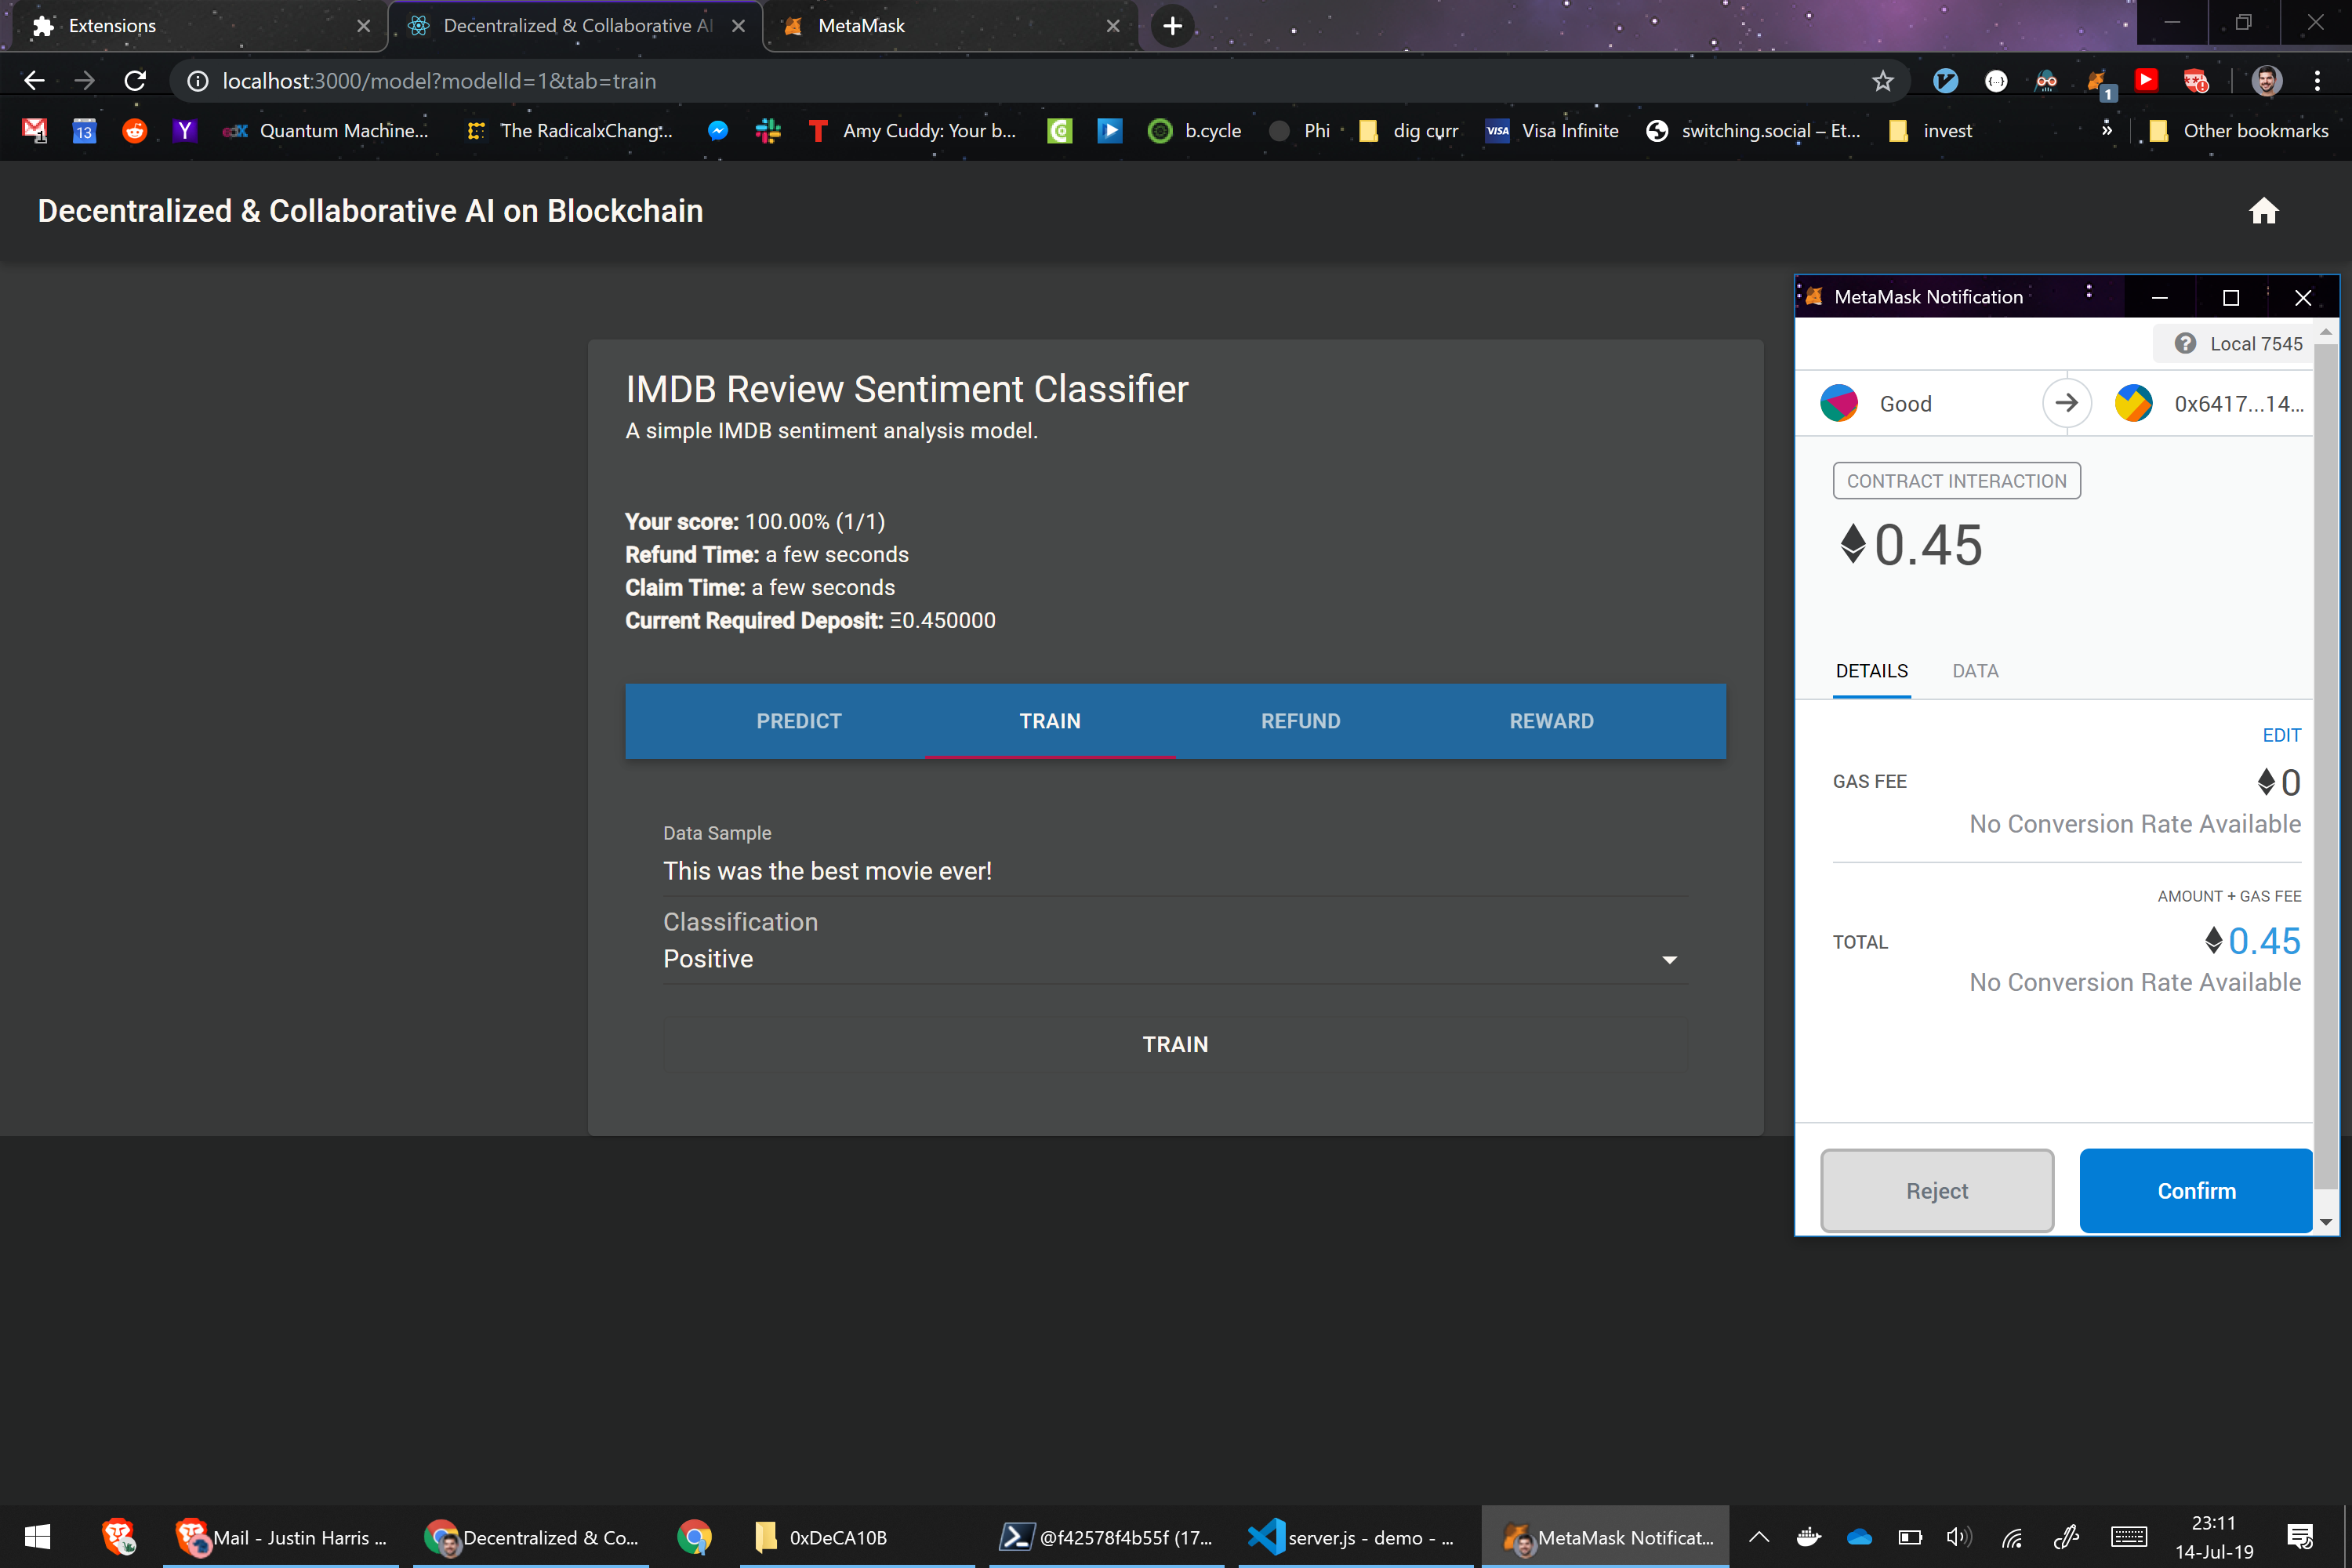 Extensions
Decentralized & Collaborative AI
MetaMask
localhost:3000/model?modelId=1&tab=train
1
1
13
Quantum Machine...
The RadicalxChang...
Amy Cuddy: Your b...
b.cycle
Phi
dig curr
VISA
Visa Infinite
switching.social – Et...
invest
»
Other bookmarks
Decentralized & Collaborative AI on Blockchain
IMDB Review Sentiment Classifier
A simple IMDB sentiment analysis model.
Your score: 100.00% (1/1)
Refund Time: a few seconds
Claim Time: a few seconds
Current Required Deposit: Ξ0.450000
PREDICT
TRAIN
REFUND
REWARD
Data Sample
This was the best movie ever!
Classification
Positive
TRAIN
MetaMask Notification
Local 7545
Good
0x6417...14...
CONTRACT INTERACTION
0.45
DETAILS
DATA
EDIT
GAS FEE
0
No Conversion Rate Available
AMOUNT + GAS FEE
TOTAL
0.45
No Conversion Rate Available
Reject
Confirm
Mail - Justin Harris ...
Decentralized & Co...
0xDeCA10B
@f42578f4b55f (17...
server.js - demo - ...
MetaMask Notificat...
23:11
14-Jul-19